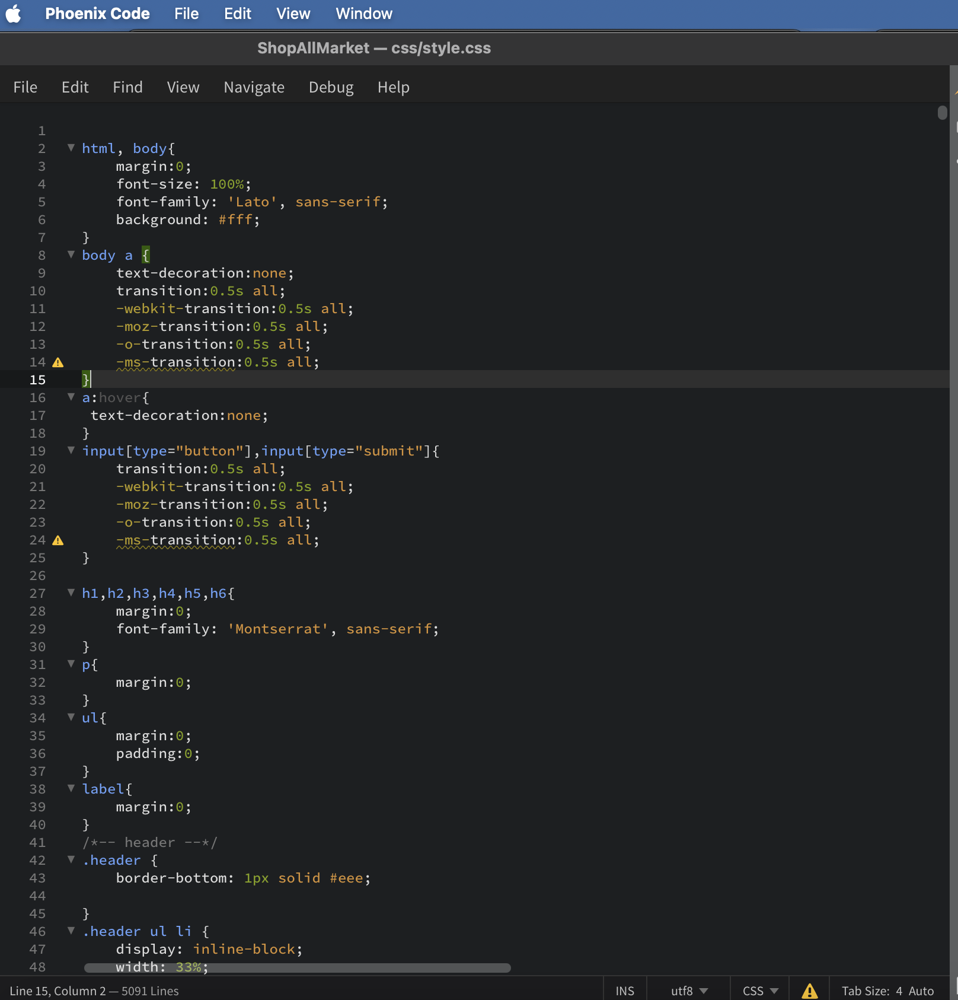 Phoenix Code File Edit View Window
ShopAllMarket — css/style.css
File Edit Find View Navigate Debug Help
1
2 html, body{
3     margin:0;
4     font-size: 100%;
5     font-family: 'Lato', sans-serif;
6     background: #fff;
7 }
8 body a {
9     text-decoration:none;
10     transition:0.5s all;
11     -webkit-transition:0.5s all;
12     -moz-transition:0.5s all;
13     -o-transition:0.5s all;
14     -ms-transition:0.5s all;
15 }
16 a:hover{
17  text-decoration:none;
18 }
19 input[type="button"],input[type="submit"]{
20     transition:0.5s all;
21     -webkit-transition:0.5s all;
22     -moz-transition:0.5s all;
23     -o-transition:0.5s all;
24     -ms-transition:0.5s all;
25 }
26
27 h1,h2,h3,h4,h5,h6{
28     margin:0;
29     font-family: 'Montserrat', sans-serif;
30 }
31 p{
32     margin:0;
33 }
34 ul{
35     margin:0;
36     padding:0;
37 }
38 label{
39     margin:0;
40 }
41 /*-- header --*/
42 .header {
43     border-bottom: 1px solid #eee;
44
45 }
46 .header ul li {
47     display: inline-block;
48     width: 33%;
Line 15, Column 2 — 5091 Lines INS utf8 CSS Tab Size: 4 Auto